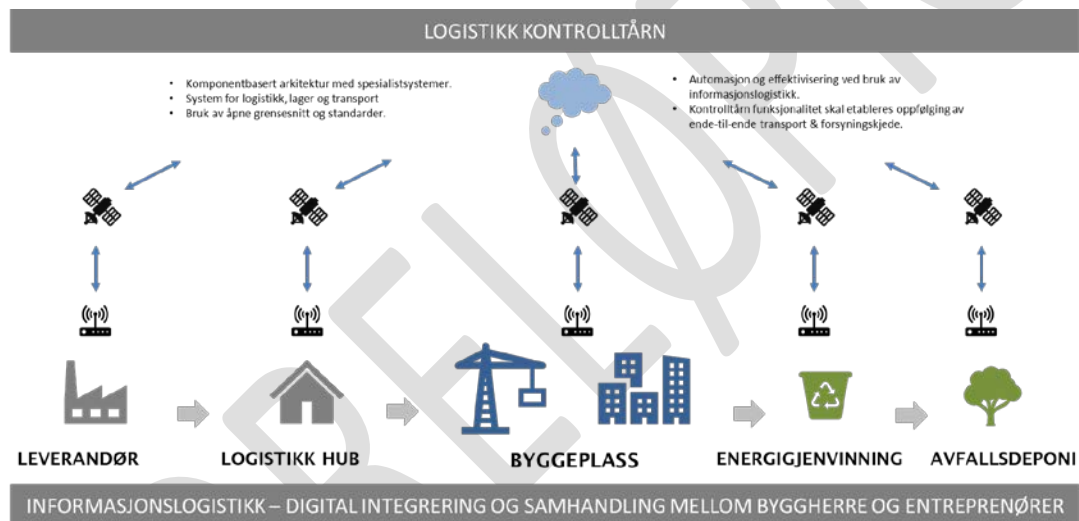 LOGISTIKK KONTROLLTÅRN
• Komponentbasert arkitektur med spesialistsystemer.
• System for logistikk, lager og transport
• Bruk av åpne grensesnitt og standarder.
• Automasjon og effektivisering ved bruk av
informasjonslogistikk.
• Kontrolltårn funksjonalitet skal etableres oppfølging av
ende-til-ende transport & forsyningskjede.
LEVERANDØR
LOGISTIKK HUB
BYGGEPLASS
ENERGIGJENVINNING
AVFALLSDEPONI
INFORMASJONSLOGISTIKK – DIGITAL INTEGRERING OG SAMHANDLING MELLOM BYGGHERRE OG ENTREPRENØRER